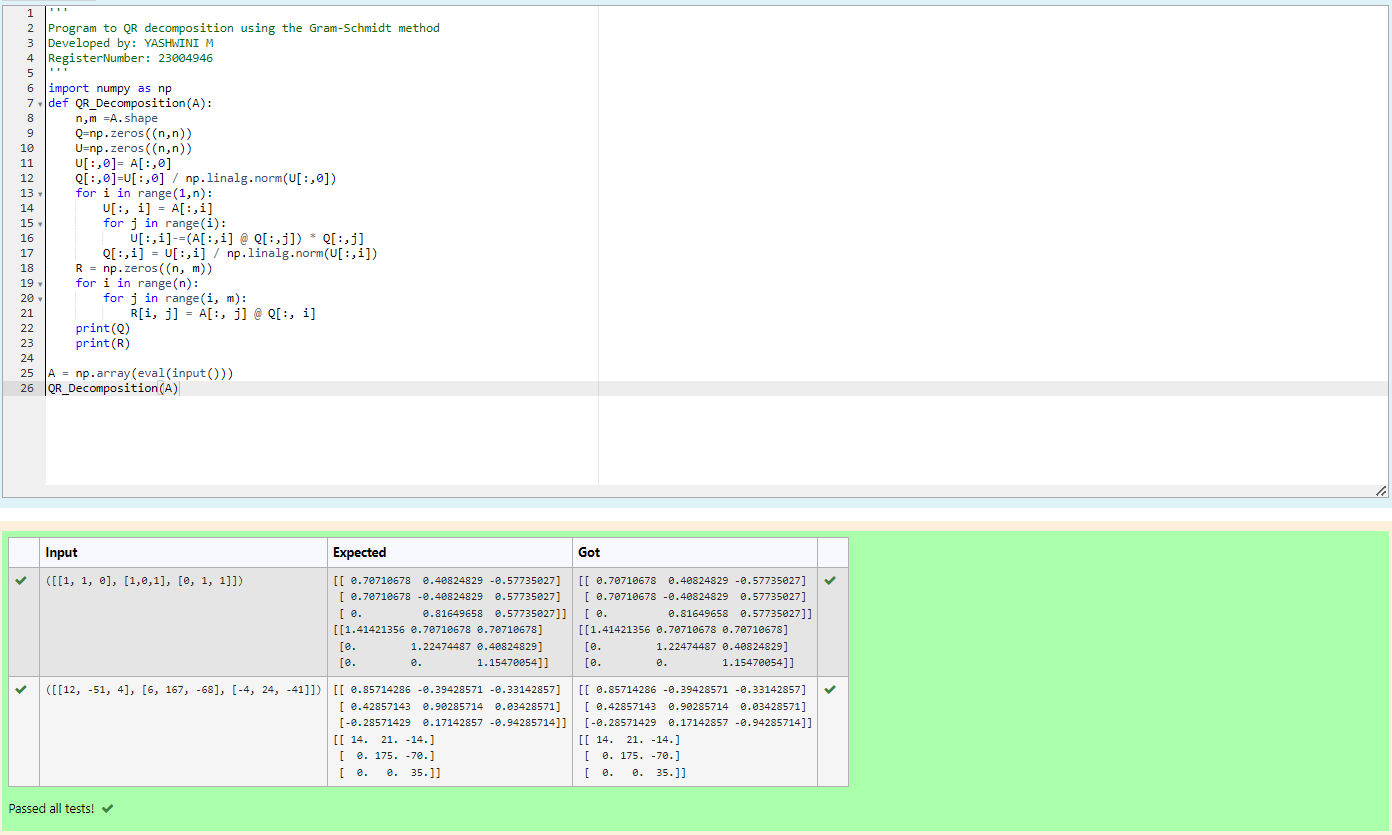 1 '''
2 Program to QR decomposition using the Gram-Schmidt method
3 Developed by: YASHWINI M
4 RegisterNumber: 23004946
5 '''
6 import numpy as np
7 def QR_Decomposition(A):
8     n,m =A.shape
9     Q=np.zeros((n,n))
10     U=np.zeros((n,n))
11     U[:,0]= A[:,0]
12     Q[:,0]=U[:,0] / np.linalg.norm(U[:,0])
13     for i in range(1,n):
14         U[:, i] = A[:,i]
15         for j in range(i):
16             U[:,i]-=(A[:,i] @ Q[:,j]) * Q[:,j]
17         Q[:,i] = U[:,i] / np.linalg.norm(U[:,i])
18     R = np.zeros((n, m))
19     for i in range(n):
20         for j in range(i, m):
21             R[i, j] = A[:, j] @ Q[:, i]
22     print(Q)
23     print(R)
24
25 A = np.array(eval(input()))
26 QR_Decomposition(A)
Input Expected Got
([[1, 1, 0], [1,0,1], [0, 1, 1]]) [[ 0.70710678  0.40824829 -0.57735027] [[ 0.70710678  0.40824829 -0.57735027]
[ 0.70710678 -0.40824829  0.57735027] [ 0.70710678 -0.40824829  0.57735027]
[ 0.          0.81649658  0.57735027]] [ 0.          0.81649658  0.57735027]]
[[1.41421356 0.70710678 0.70710678] [[1.41421356 0.70710678 0.70710678]
[0.         1.22474487 0.40824829] [0.         1.22474487 0.40824829]
[0.         0.         1.15470054]] [0.         0.         1.15470054]]
([[12, -51, 4], [6, 167, -68], [-4, 24, -41]]) [[ 0.85714286 -0.39428571 -0.33142857] [[ 0.85714286 -0.39428571 -0.33142857]
[ 0.42857143  0.90285714  0.03428571] [ 0.42857143  0.90285714  0.03428571]
[-0.28571429  0.17142857 -0.94285714]] [-0.28571429  0.17142857 -0.94285714]]
[[ 14.  21. -14.] [[ 14.  21. -14.]
[  0. 175. -70.] [  0. 175. -70.]
[  0.   0.  35.]] [  0.   0.  35.]]
Passed all tests!